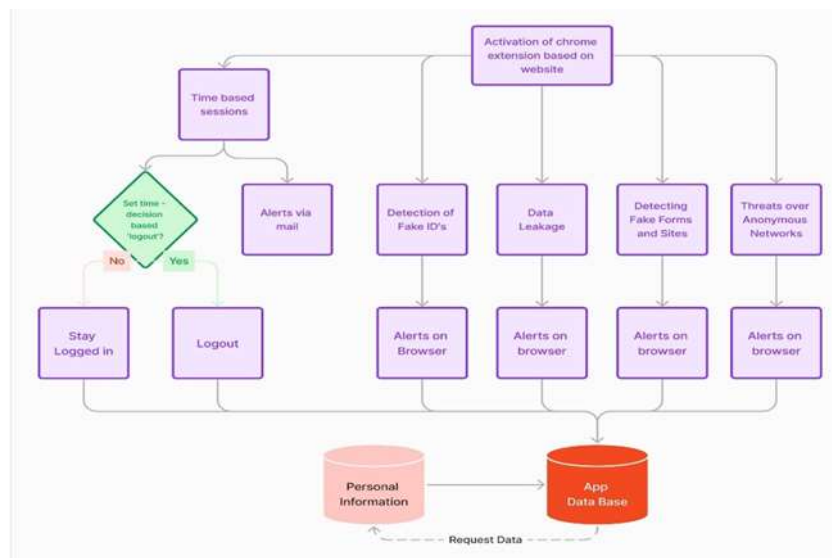 Activation of chrome
extension based on
website
Time based
sessions
Set time -
decision
based
'logout'?
Alerts via
mail
Detection of
Fake ID's
Data
Leakage
Detecting
Fake Forms
and Sites
Threats over
Anonymous
Networks
No
Yes
Stay
Logged in
Logout
Alerts on
Browser
Alerts on
browser
Alerts on
browser
Alerts on
browser
Personal
Information
App
Data Base
Request Data